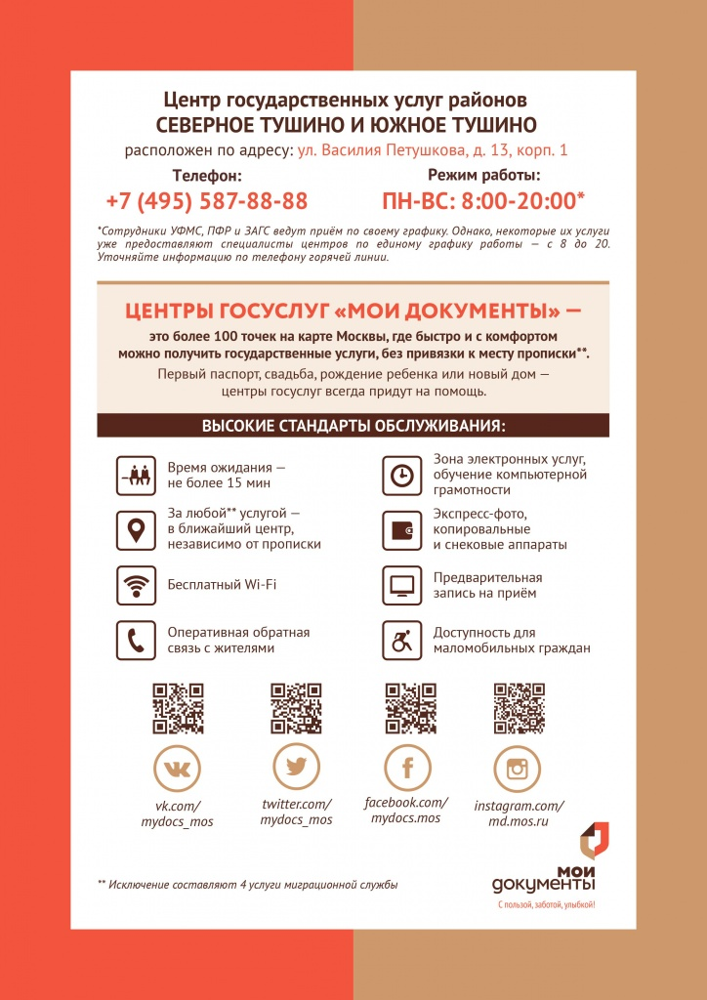 Центр государственных услуг районов
СЕВЕРНОЕ ТУШИНО И ЮЖНОЕ ТУШИНО
расположен по адресу: ул. Василия Петушкова, д. 13, корп. 1
Телефон:
+7 (495) 587-88-88
Режим работы:
ПН-ВС: 8:00-20:00*
*Сотрудники УФМС, ПФР и ЗАГС ведут приём по своему графику. Однако, некоторые их услуги
уже предоставляют специалисты центров по единому графику работы — с 8 до 20.
Уточняйте информацию по телефону горячей линии.
ЦЕНТРЫ ГОСУСЛУГ «МОИ ДОКУМЕНТЫ» —
это более 100 точек на карте Москвы, где быстро и с комфортом
можно получить государственные услуги, без привязки к месту прописки**.
Первый паспорт, свадьба, рождение ребенка или новый дом —
центры госуслуг всегда придут на помощь.
ВЫСОКИЕ СТАНДАРТЫ ОБСЛУЖИВАНИЯ:
Время ожидания —
не более 15 мин
За любой** услугой —
в ближайший центр,
независимо от прописки
Бесплатный Wi-Fi
Оперативная обратная
связь с жителями
Зона электронных услуг,
обучение компьютерной
грамотности
Экспресс-фото,
копировальные
и снековые аппараты
Предварительная
запись на приём
Доступность для
маломобильных граждан
vk.com/
mydocs_mos
twitter.com/
mydocs_mos
facebook.com/
mydocs.mos
instagram.com/
md.mos.ru
** Исключение составляют 4 услуги миграционной службы
мои
документы
С пользой, заботой, улыбкой!